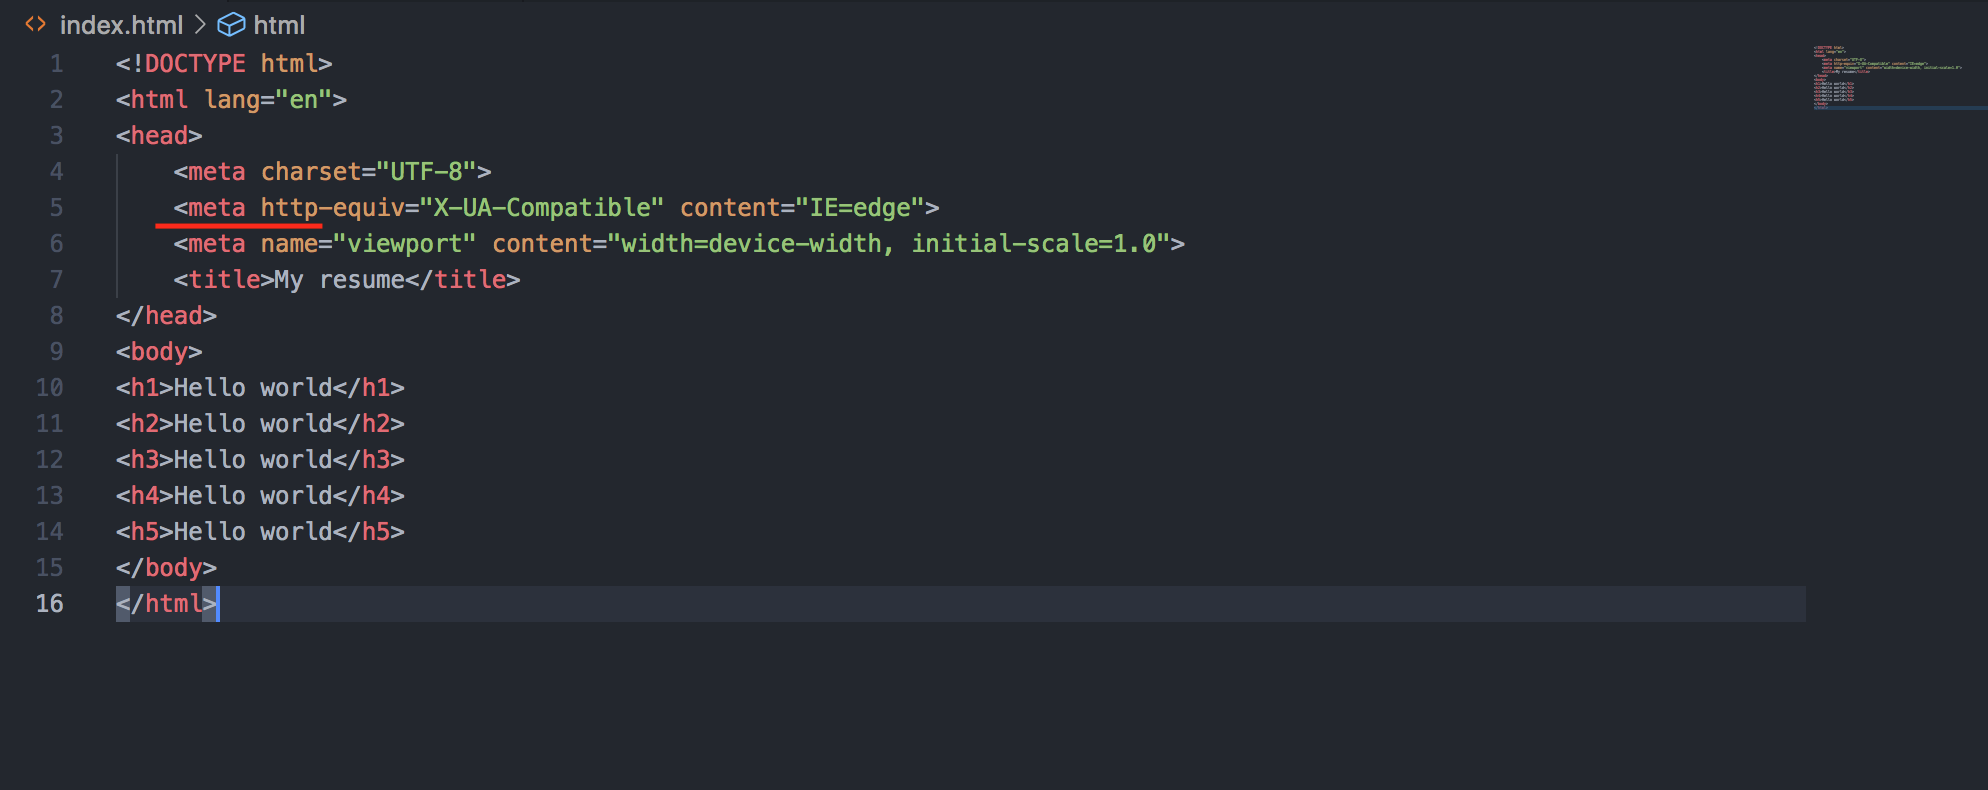 index.html > html
1 <!DOCTYPE html>
2 <html lang="en">
3 <head>
4     <meta charset="UTF-8">
5     <meta http-equiv="X-UA-Compatible" content="IE=edge">
6     <meta name="viewport" content="width=device-width, initial-scale=1.0">
7     <title>My resume</title>
8 </head>
9 <body>
10 <h1>Hello world</h1>
11 <h2>Hello world</h2>
12 <h3>Hello world</h3>
13 <h4>Hello world</h4>
14 <h5>Hello world</h5>
15 </body>
16 </html>